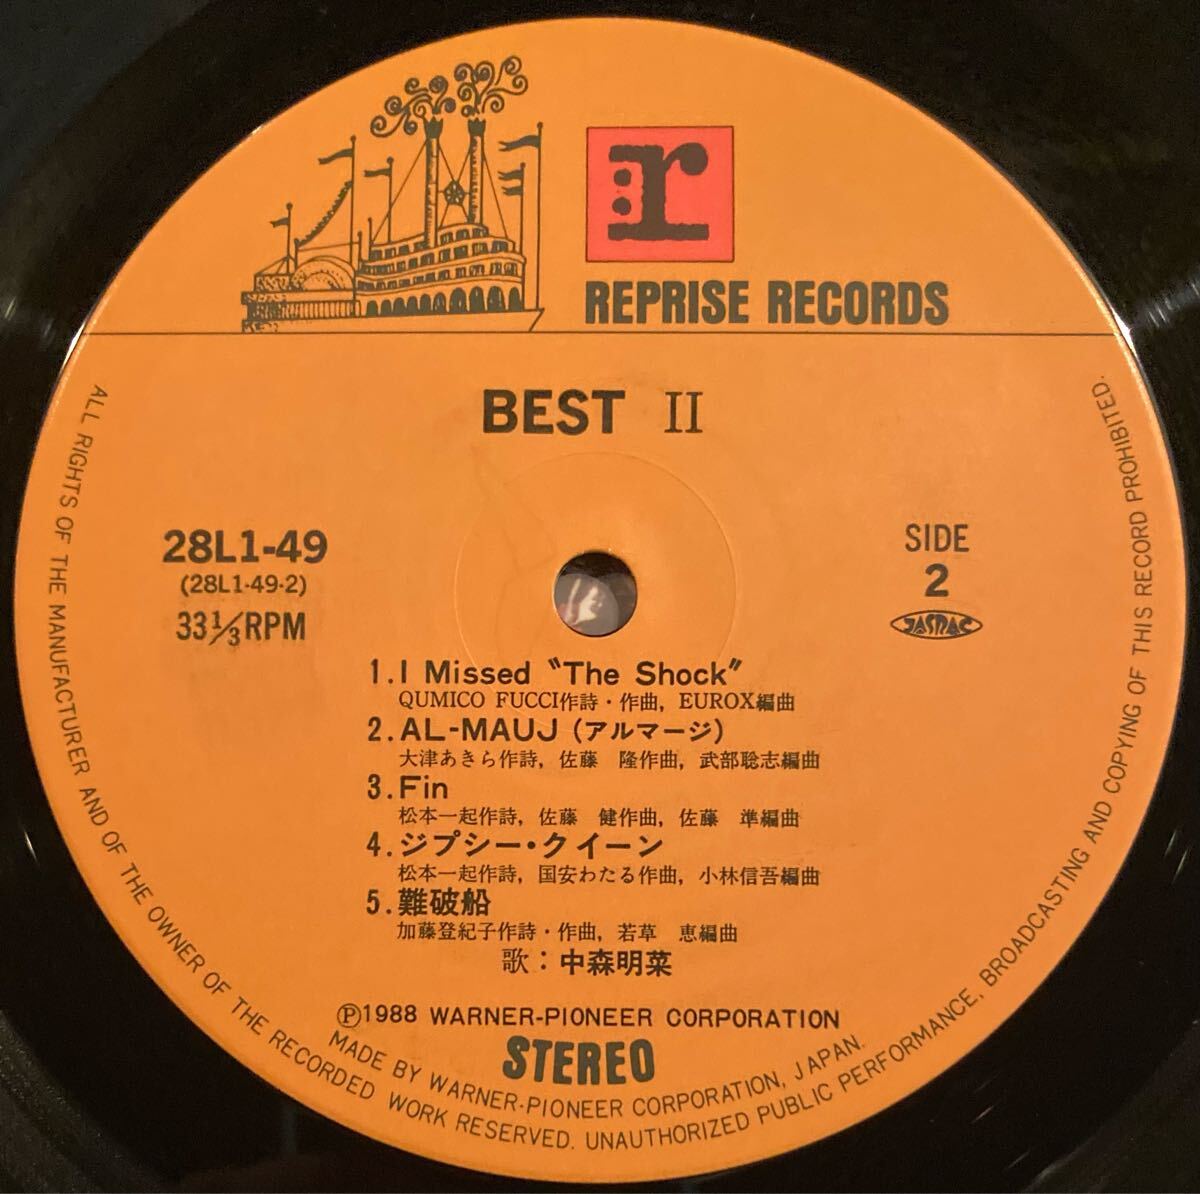 r
REPRISE RECORDS
BEST II
28L1-49
(28L1-49-2)
33 1/3 RPM
SIDE
2
JASRAC
1. I Missed "The Shock"
QUMICO FUCCI作詩・作曲, EUROX編曲
2. AL-MAUJ (アルマージ)
大津あきら作詩, 佐藤 隆作曲, 武部聡志編曲
3. Fin
松本一起作詩, 佐藤 健作曲, 佐藤 準編曲
4. ジプシー・クイーン
松本一起作詩, 国安わたる作曲, 小林信吾編曲
5. 難破船
加藤登紀子作詩・作曲, 若草 恵編曲
歌：中森明菜
Ⓟ1988 WARNER-PIONEER CORPORATION
STEREO
MADE BY WARNER-PIONEER CORPORATION, JAPAN.
ALL RIGHTS OF THE MANUFACTURER AND OF THE OWNER OF THE RECORDED WORK RESERVED. UNAUTHORIZED PUBLIC PERFORMANCE, BROADCASTING AND COPYING OF THIS RECORD PROHIBITED.